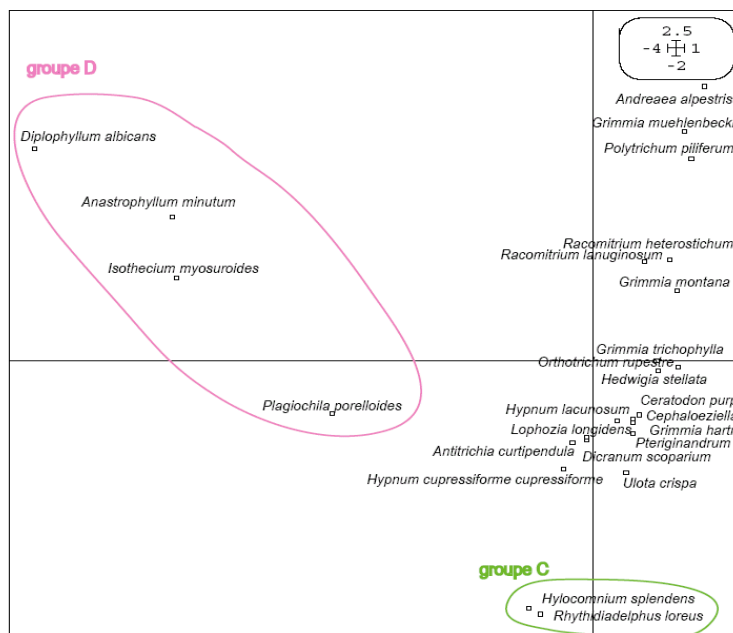 2.5
-4 1
-2
groupe D
Andreaea alpestris
Grimmia muehlenbecki
Diplophyllum albicans
Polytrichum piliferum
Anastrophyllum minutum
Racomitrium heterostichum
Racomitrium lanuginosum
Isothecium myosuroides
Grimmia montana
Grimmia trichophylla
Orthotrichum rupestre
Hedwigia stellata
Ceratodon purp
Plagiochila porelloides
Hypnum lacunosum
Cephaloeziella
Lophozia longidens
Grimmia hart
Antitrichia curtipendula
Pteriginandrum
Dicranum scoparium
Hypnum cupressiforme cupressiforme
Ulota crispa
groupe C
Hylocomnium splendens
Rhythidiadelphus loreus